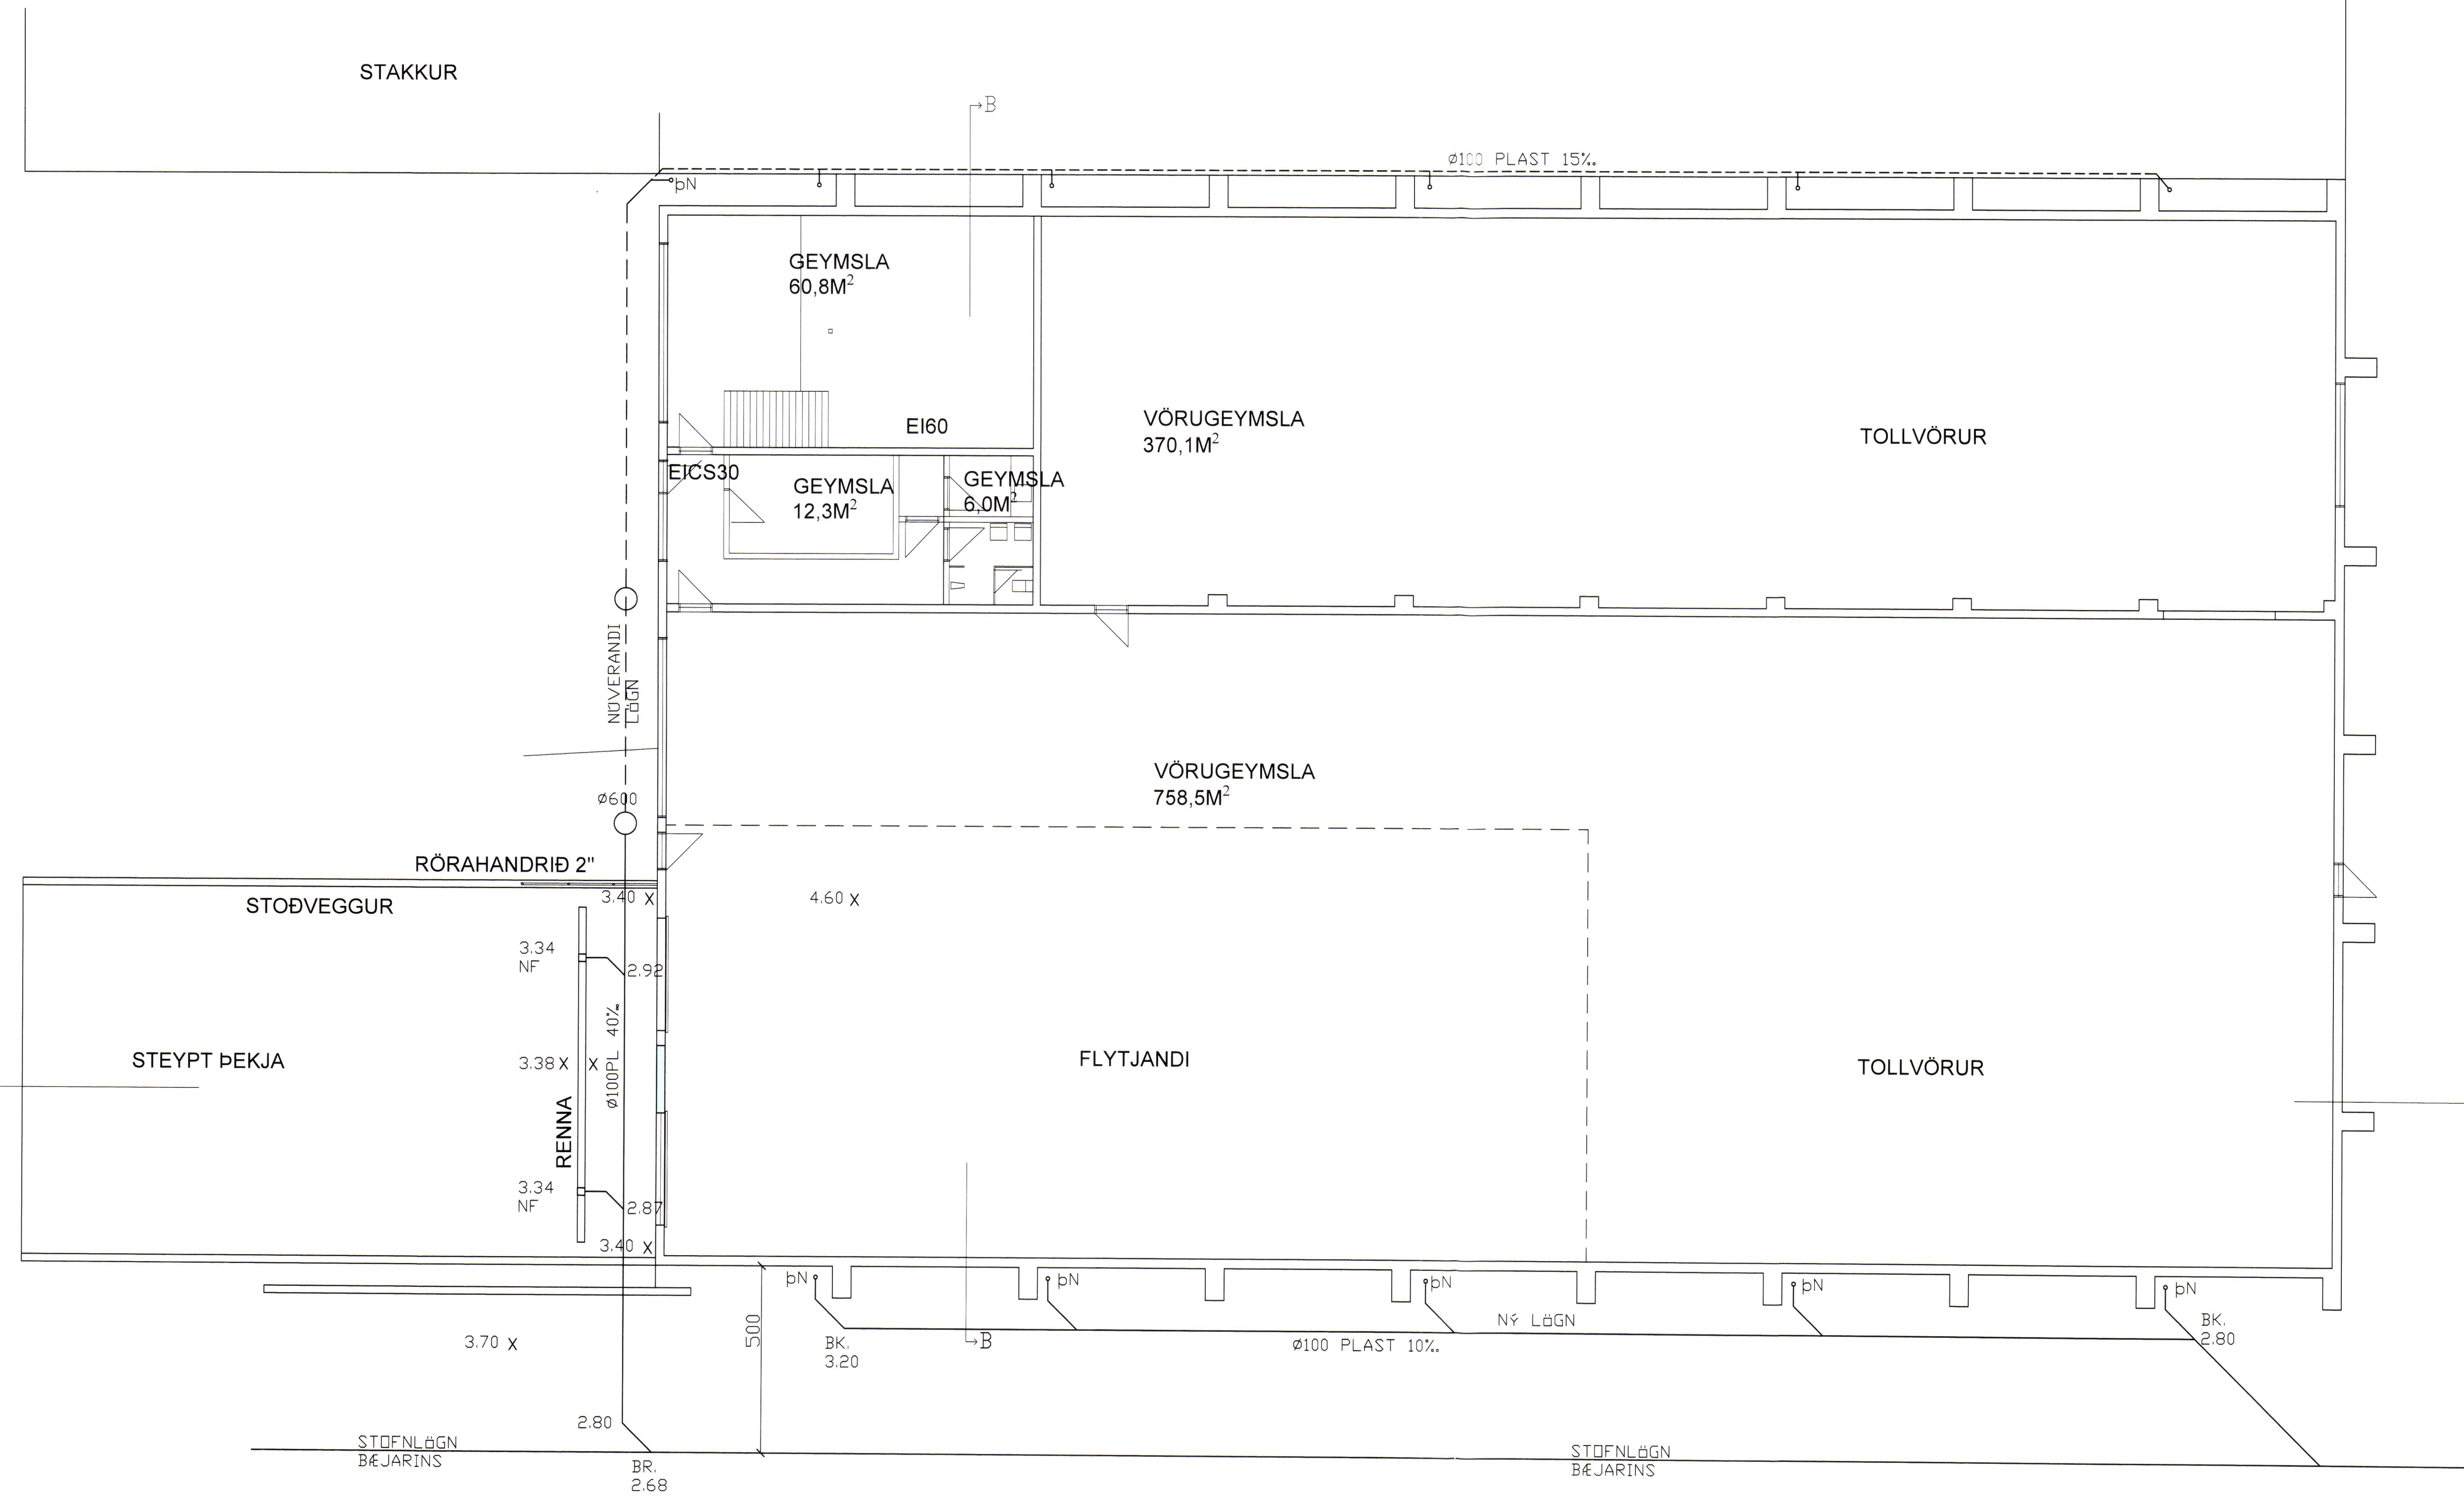 STAKKUR
B
Ø100 PLAST 15‰
ÞN
GEYMSLA
60,8M²
EI60
VÖRUGEYMSLA
370,1M²
TOLLVÖRUR
EICS30
GEYMSLA
12,3M²
GEYMSLA
6,0M²
NÚVERANDI
LÖGN
VÖRUGEYMSLA
758,5M²
Ø600
RÖRAHANDRIÐ 2"
STOÐVEGGUR
3.40 X
4.60 X
3.34
NF
2.92
Ø100PL 40‰
STEYPT ÞEKJA
3.38 X X
FLYTJANDI
TOLLVÖRUR
RENNA
3.34
NF
2.87
3.40 X
ÞN
ÞN
ÞN
ÞN
ÞN
500
3.70 X
BK.
3.20
B
NÝ LÖGN
Ø100 PLAST 10‰
BK.
2.80
2.80
STOFNLÖGN
BÆJARINS
STOFNLÖGN
BÆJARINS
BR.
2.68